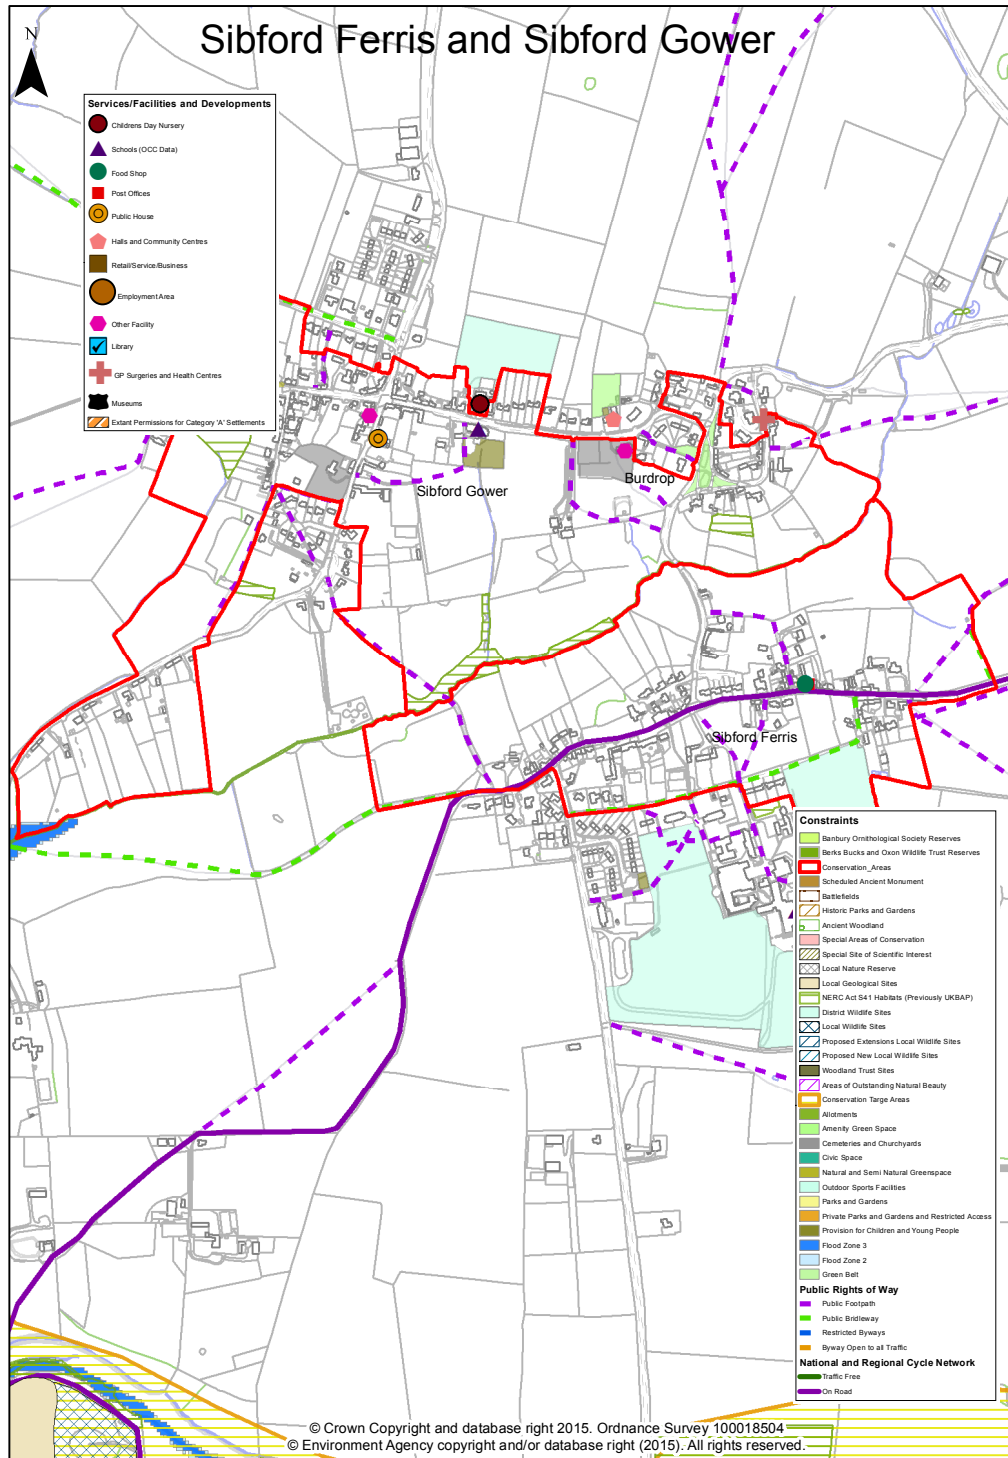 Sibford Ferris and Sibford Gower
N
Services/Facilities and Developments
Childrens Day Nursery
Schools (OCC Data)
Food Shop
Post Offices
Public House
Halls and Community Centres
Retail/Service/Business
Employment Area
Other Facility
Library
GP Surgeries and Health Centres
Museums
Extant Permissions for Category 'A' Settlements
Sibford Gower
Burdrop
Sibford Ferris
Constraints
Banbury Ornithological Society Reserves
Berks Bucks and Oxon Wildlife Trust Reserves
Conservation_Areas
Scheduled Ancient Monument
Battlefields
Historic Parks and Gardens
Ancient Woodland
Special Areas of Conservation
Special Site of Scientific Interest
Local Nature Reserve
Local Geological Sites
NERC Act S41 Habitats (Previously UKBAP)
District Wildlife Sites
Local Wildlife Sites
Proposed Extensions Local Wildlife Sites
Proposed New Local Wildlife Sites
Woodland Trust Sites
Areas of Outstanding Natural Beauty
Conservation Targe Areas
Allotments
Amenity Green Space
Cemeteries and Churchyards
Civic Space
Natural and Semi Natural Greenspace
Outdoor Sports Facilities
Parks and Gardens
Private Parks and Gardens and Restricted Access
Provision for Children and Young People
Flood Zone 3
Flood Zone 2
Green Belt
Public Rights of Way
Public Footpath
Public Bridleway
Restricted Byways
Byway Open to all Traffic
National and Regional Cycle Network
Traffic Free
On Road
© Crown Copyright and database right 2015. Ordnance Survey 100018504
© Environment Agency copyright and/or database right (2015). All rights reserved.